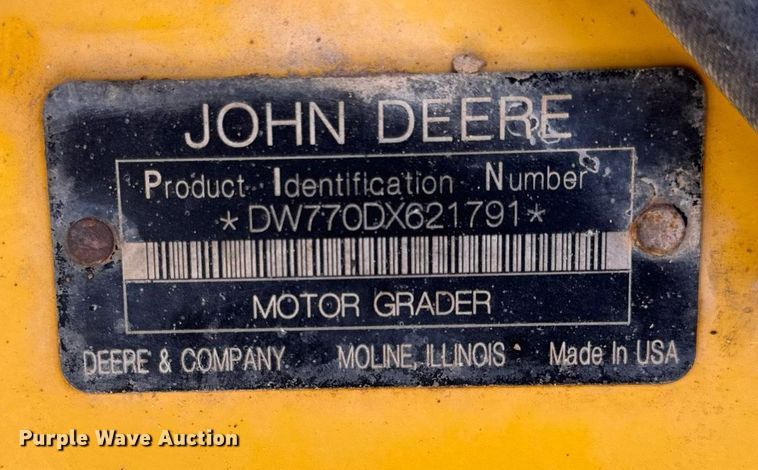 JOHN DEERE
Product Identification Number
*DW770DX621791*
MOTOR GRADER
DEERE & COMPANY MOLINE, ILLINOIS Made In USA
Purple Wave Auction